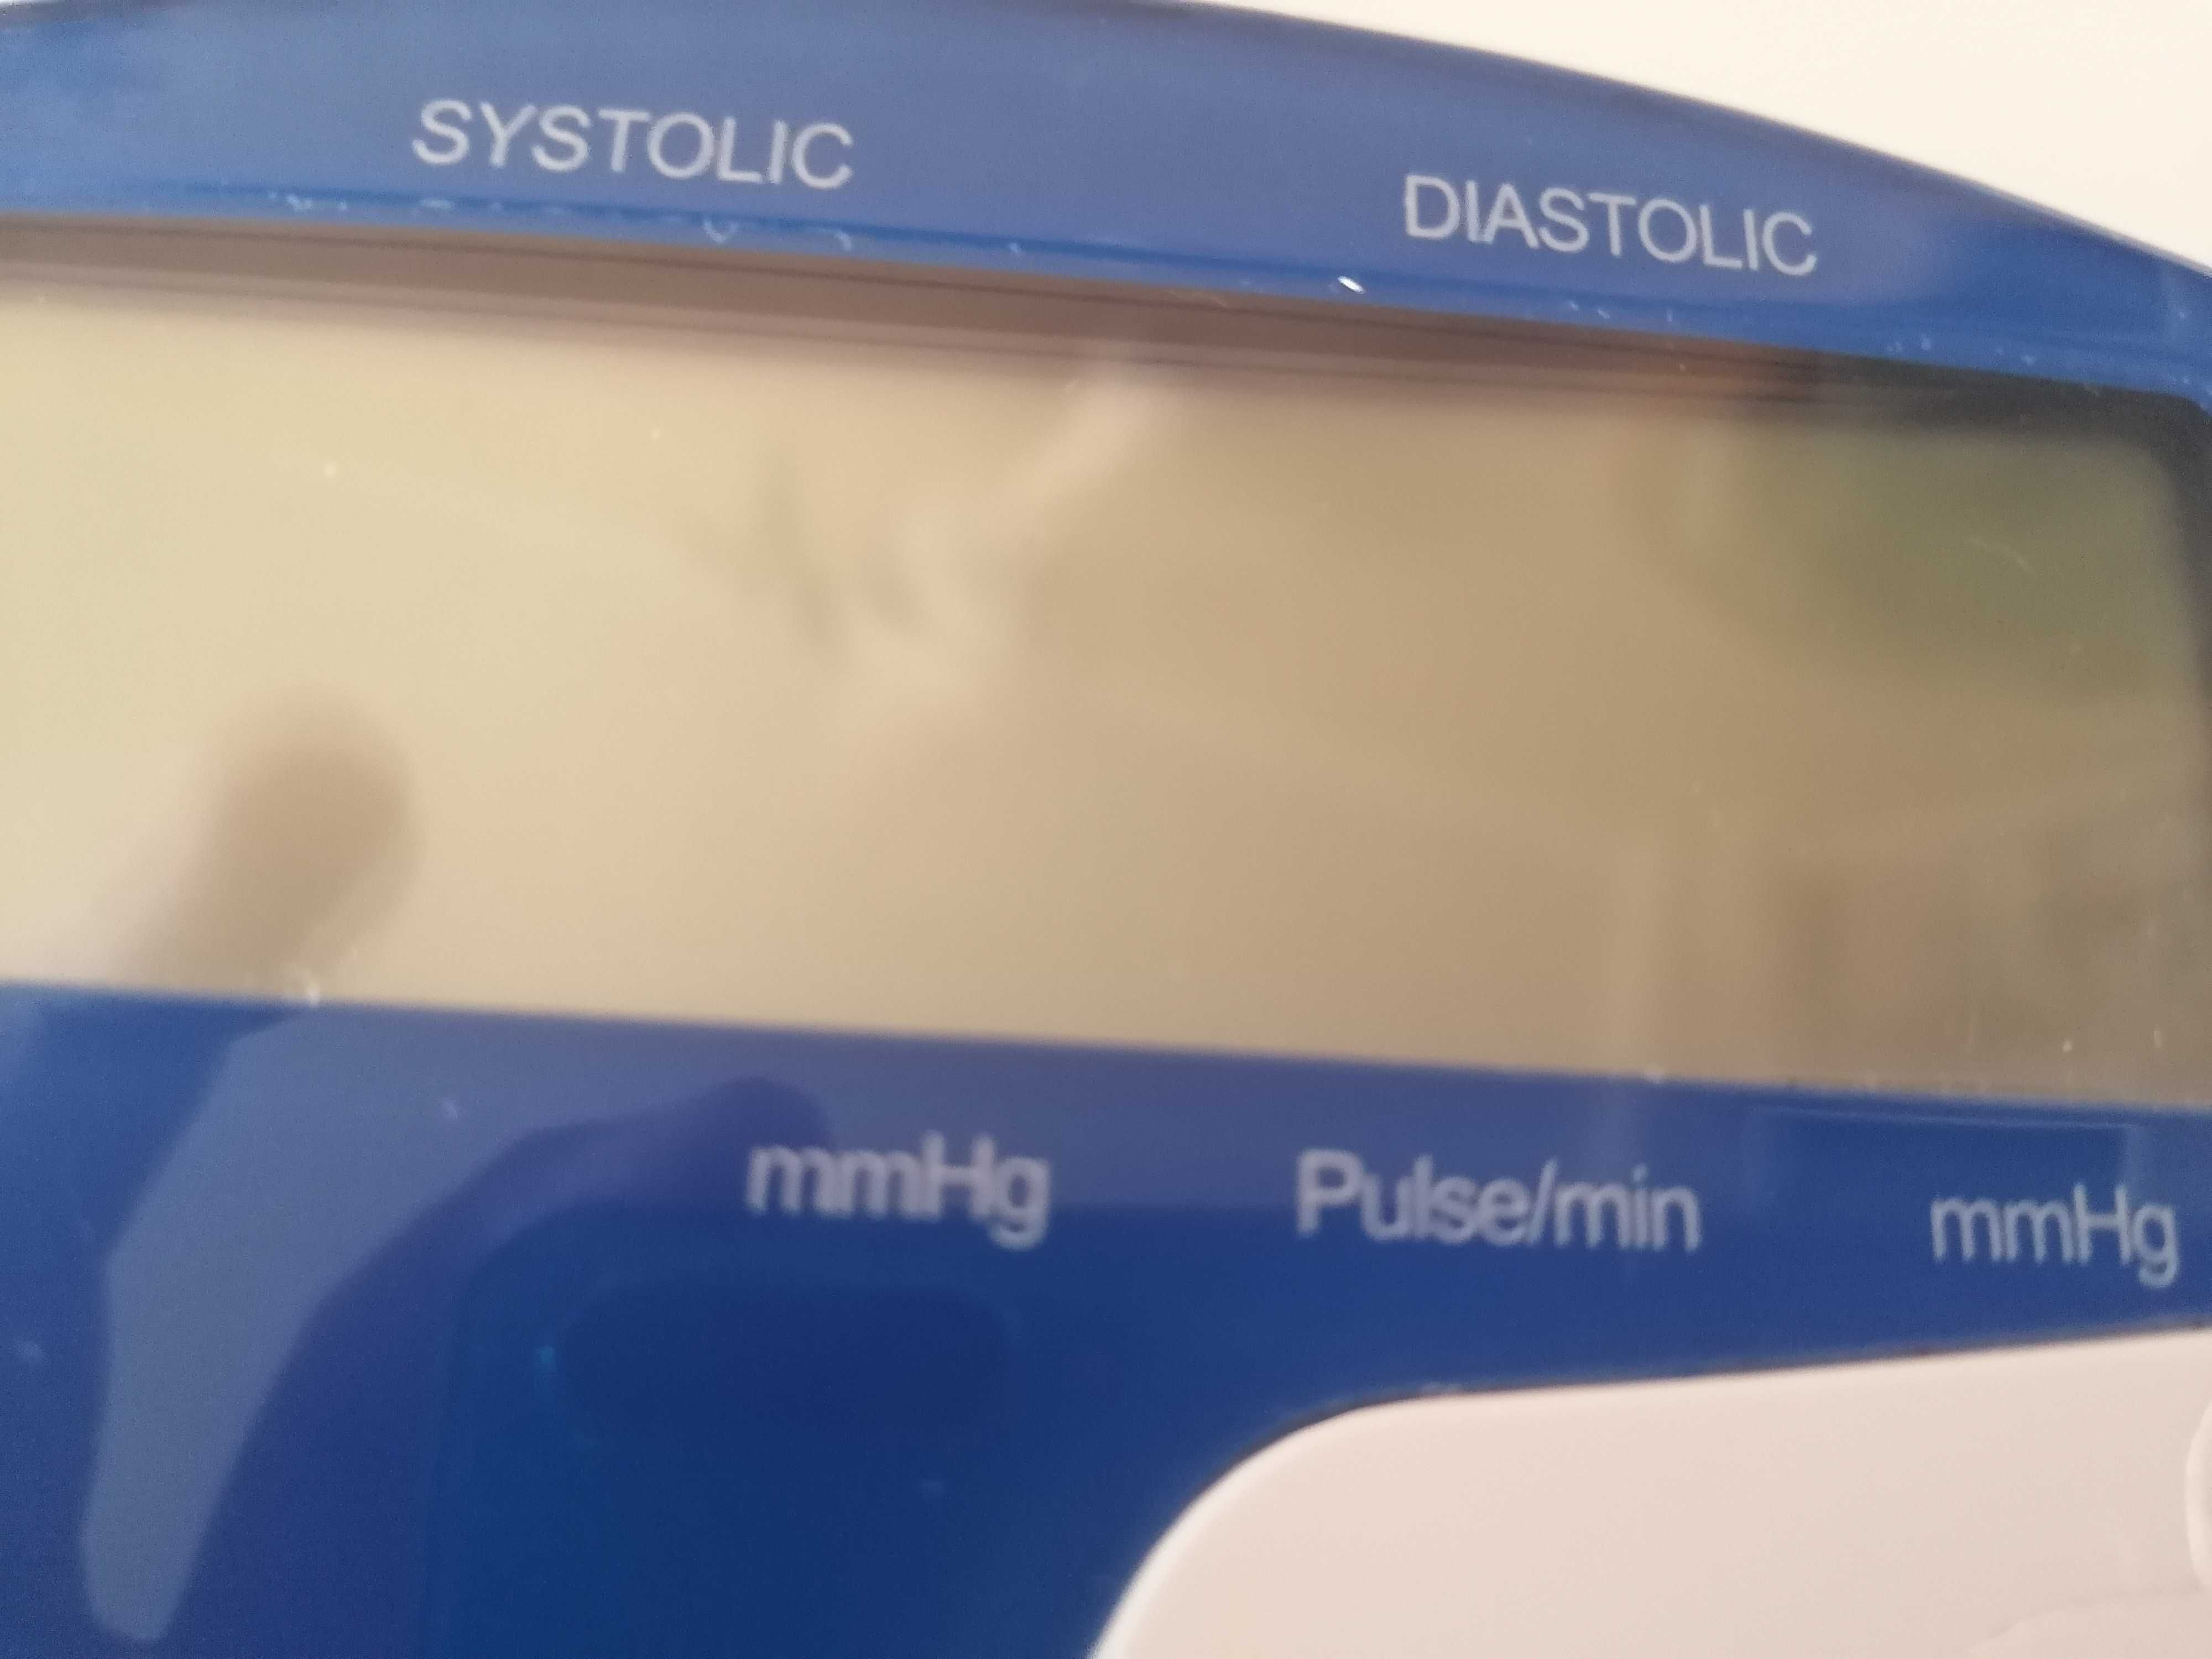 SYSTOLIC
DIASTOLIC
mmHg
Pulse/min
mmHg